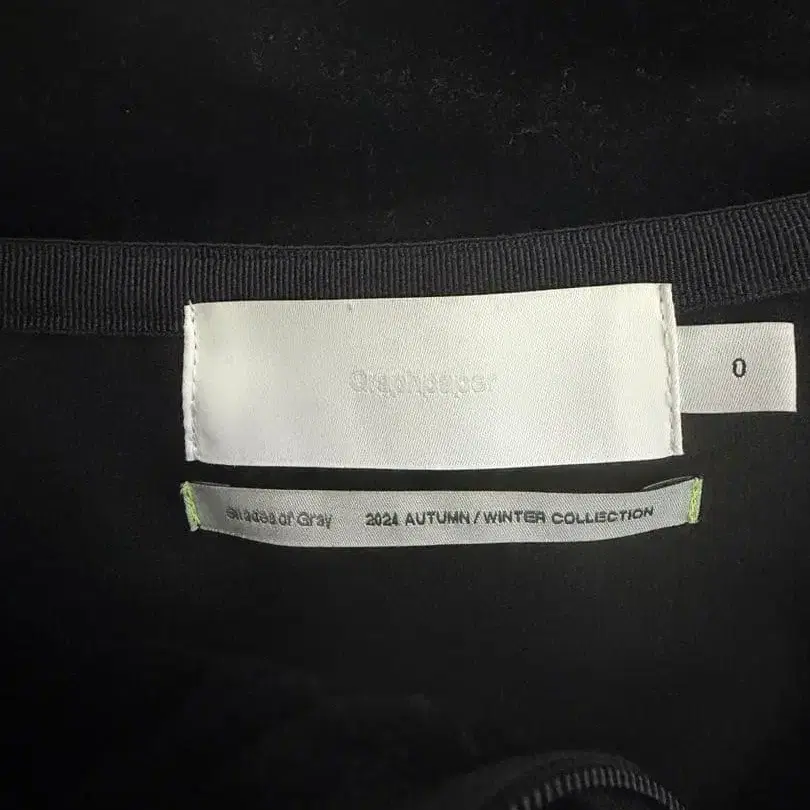 Graphpaper
0
Shades of Gray 2024 AUTUMN / WINTER COLLECTION